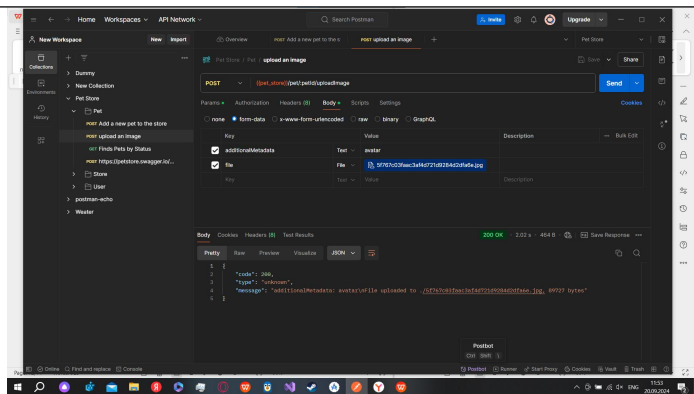 Home Workspaces API Network
Search Postman
Invite
Upgrade
New Workspace New Import
Overview
POST Add a new pet to the s
POST upload an image
Pet Store
Collections
Environments
History
Dummy
New Collection
Pet Store
Pet
POST Add a new pet to the store
POST upload an image
GET Finds Pets by Status
POST https://petstore.swagger.io/...
Store
User
postman-echo
Weater
Pet Store / Pet / upload an image
Save Share
POST {{pet_store}}/pet/:petId/uploadImage Send
Params Authorization Headers (8) Body Scripts Settings Cookies
none form-data x-www-form-urlencoded raw binary GraphQL
Key Value Description Bulk Edit
additionalMetadata Text avatar
file File 5f767c03faac3af4d721d9284d2dfa6e.jpg
Key Text Value Description
Body Cookies Headers (8) Test Results 200 OK 2.02 s 464 B Save Response
Pretty Raw Preview Visualize JSON
1 {
2 "code": 200,
3 "type": "unknown",
4 "message": "additionalMetadata: avatar\nFile uploaded to ./5f767c03faac3af4d721d9284d2dfa6e.jpg, 89727 bytes"
5 }
Postbot
Ctrl Shift
Online Find and replace Console
Postbot Runner Start Proxy Cookies Vault Trash
ENG
11:53
20.09.2024